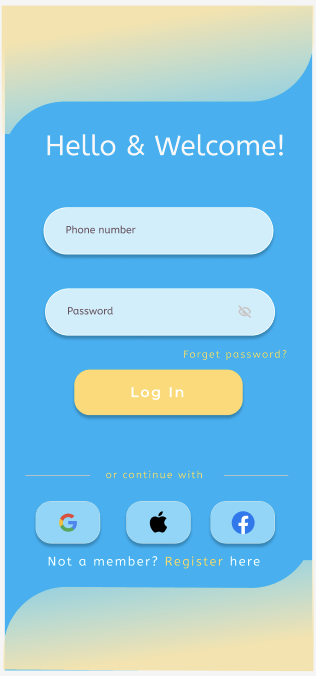 Hello & Welcome!
Phone number
Password
Forget password?
Log In
or continue with
Not a member? Register here